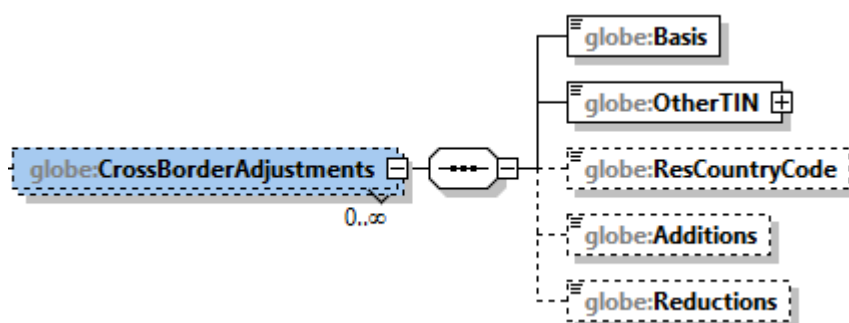 globe:Basis
globe:OtherTIN
globe:CrossBorderAdjustments
0..∞
globe:ResCountryCode
globe:Additions
globe:Reductions